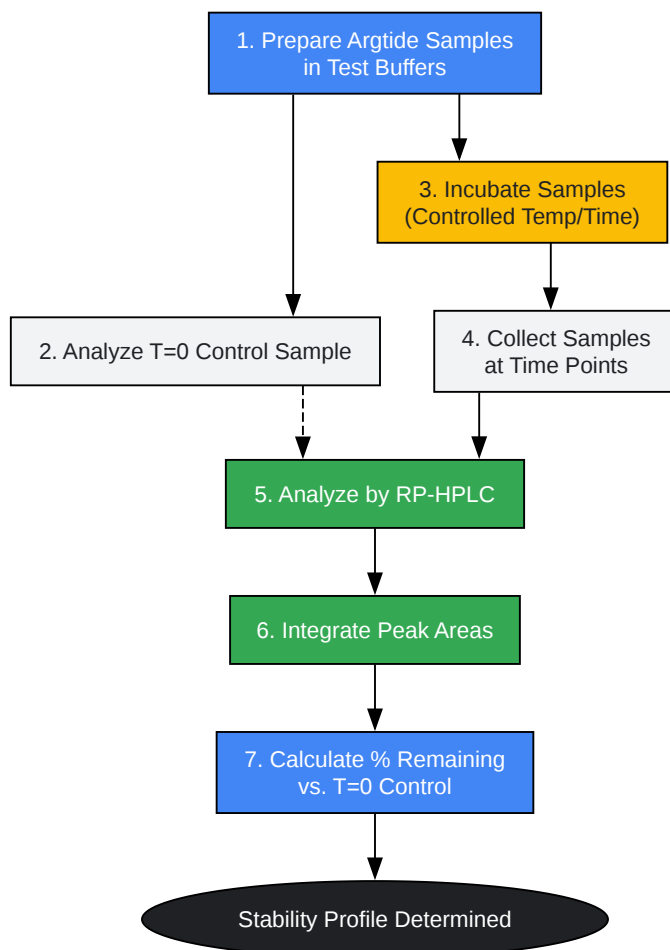 1. Prepare Argtide Samples
in Test Buffers
3. Incubate Samples
(Controlled Temp/Time)
2. Analyze T=0 Control Sample
4. Collect Samples
at Time Points
5. Analyze by RP-HPLC
6. Integrate Peak Areas
7. Calculate % Remaining
vs. T=0 Control
Stability Profile Determined